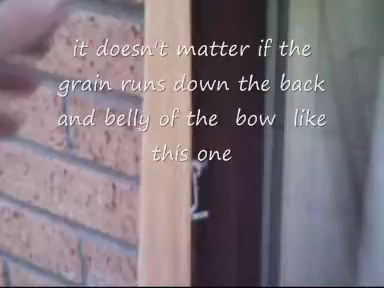 it doesn't matter if the
grain runs down the back
and belly of the bow like
this one